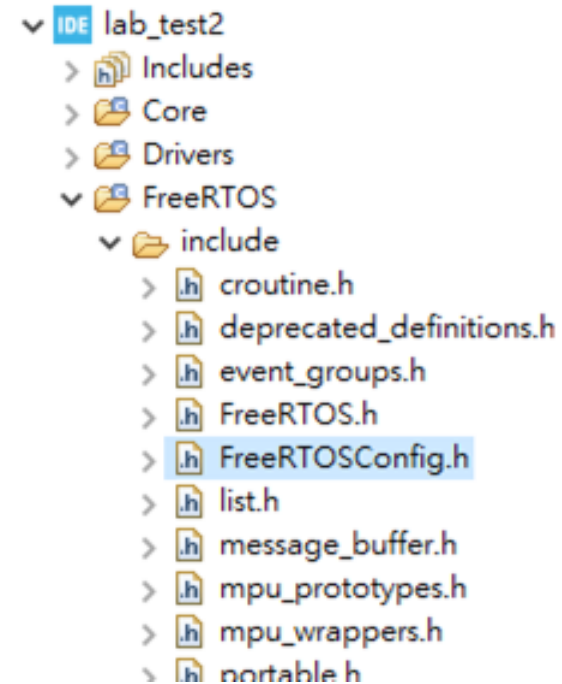 IDE lab_test2
Includes
Core
Drivers
FreeRTOS
include
.h croutine.h
.h deprecated_definitions.h
.h event_groups.h
.h FreeRTOS.h
.h FreeRTOSConfig.h
.h list.h
.h message_buffer.h
.h mpu_prototypes.h
.h mpu_wrappers.h
.h portable.h